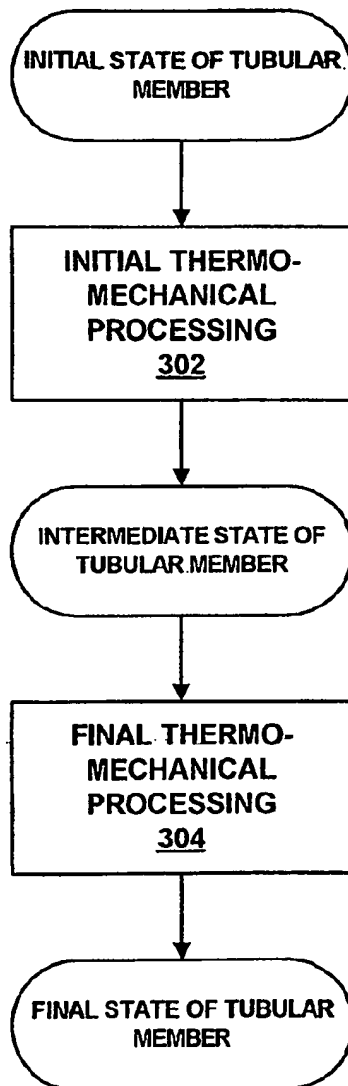 INITIAL STATE OF TUBULAR
MEMBER
INITIAL THERMO-
MECHANICAL
PROCESSING
302
INTERMEDIATE STATE OF
TUBULAR MEMBER
FINAL THERMO-
MECHANICAL
PROCESSING
304
FINAL STATE OF TUBULAR
MEMBER